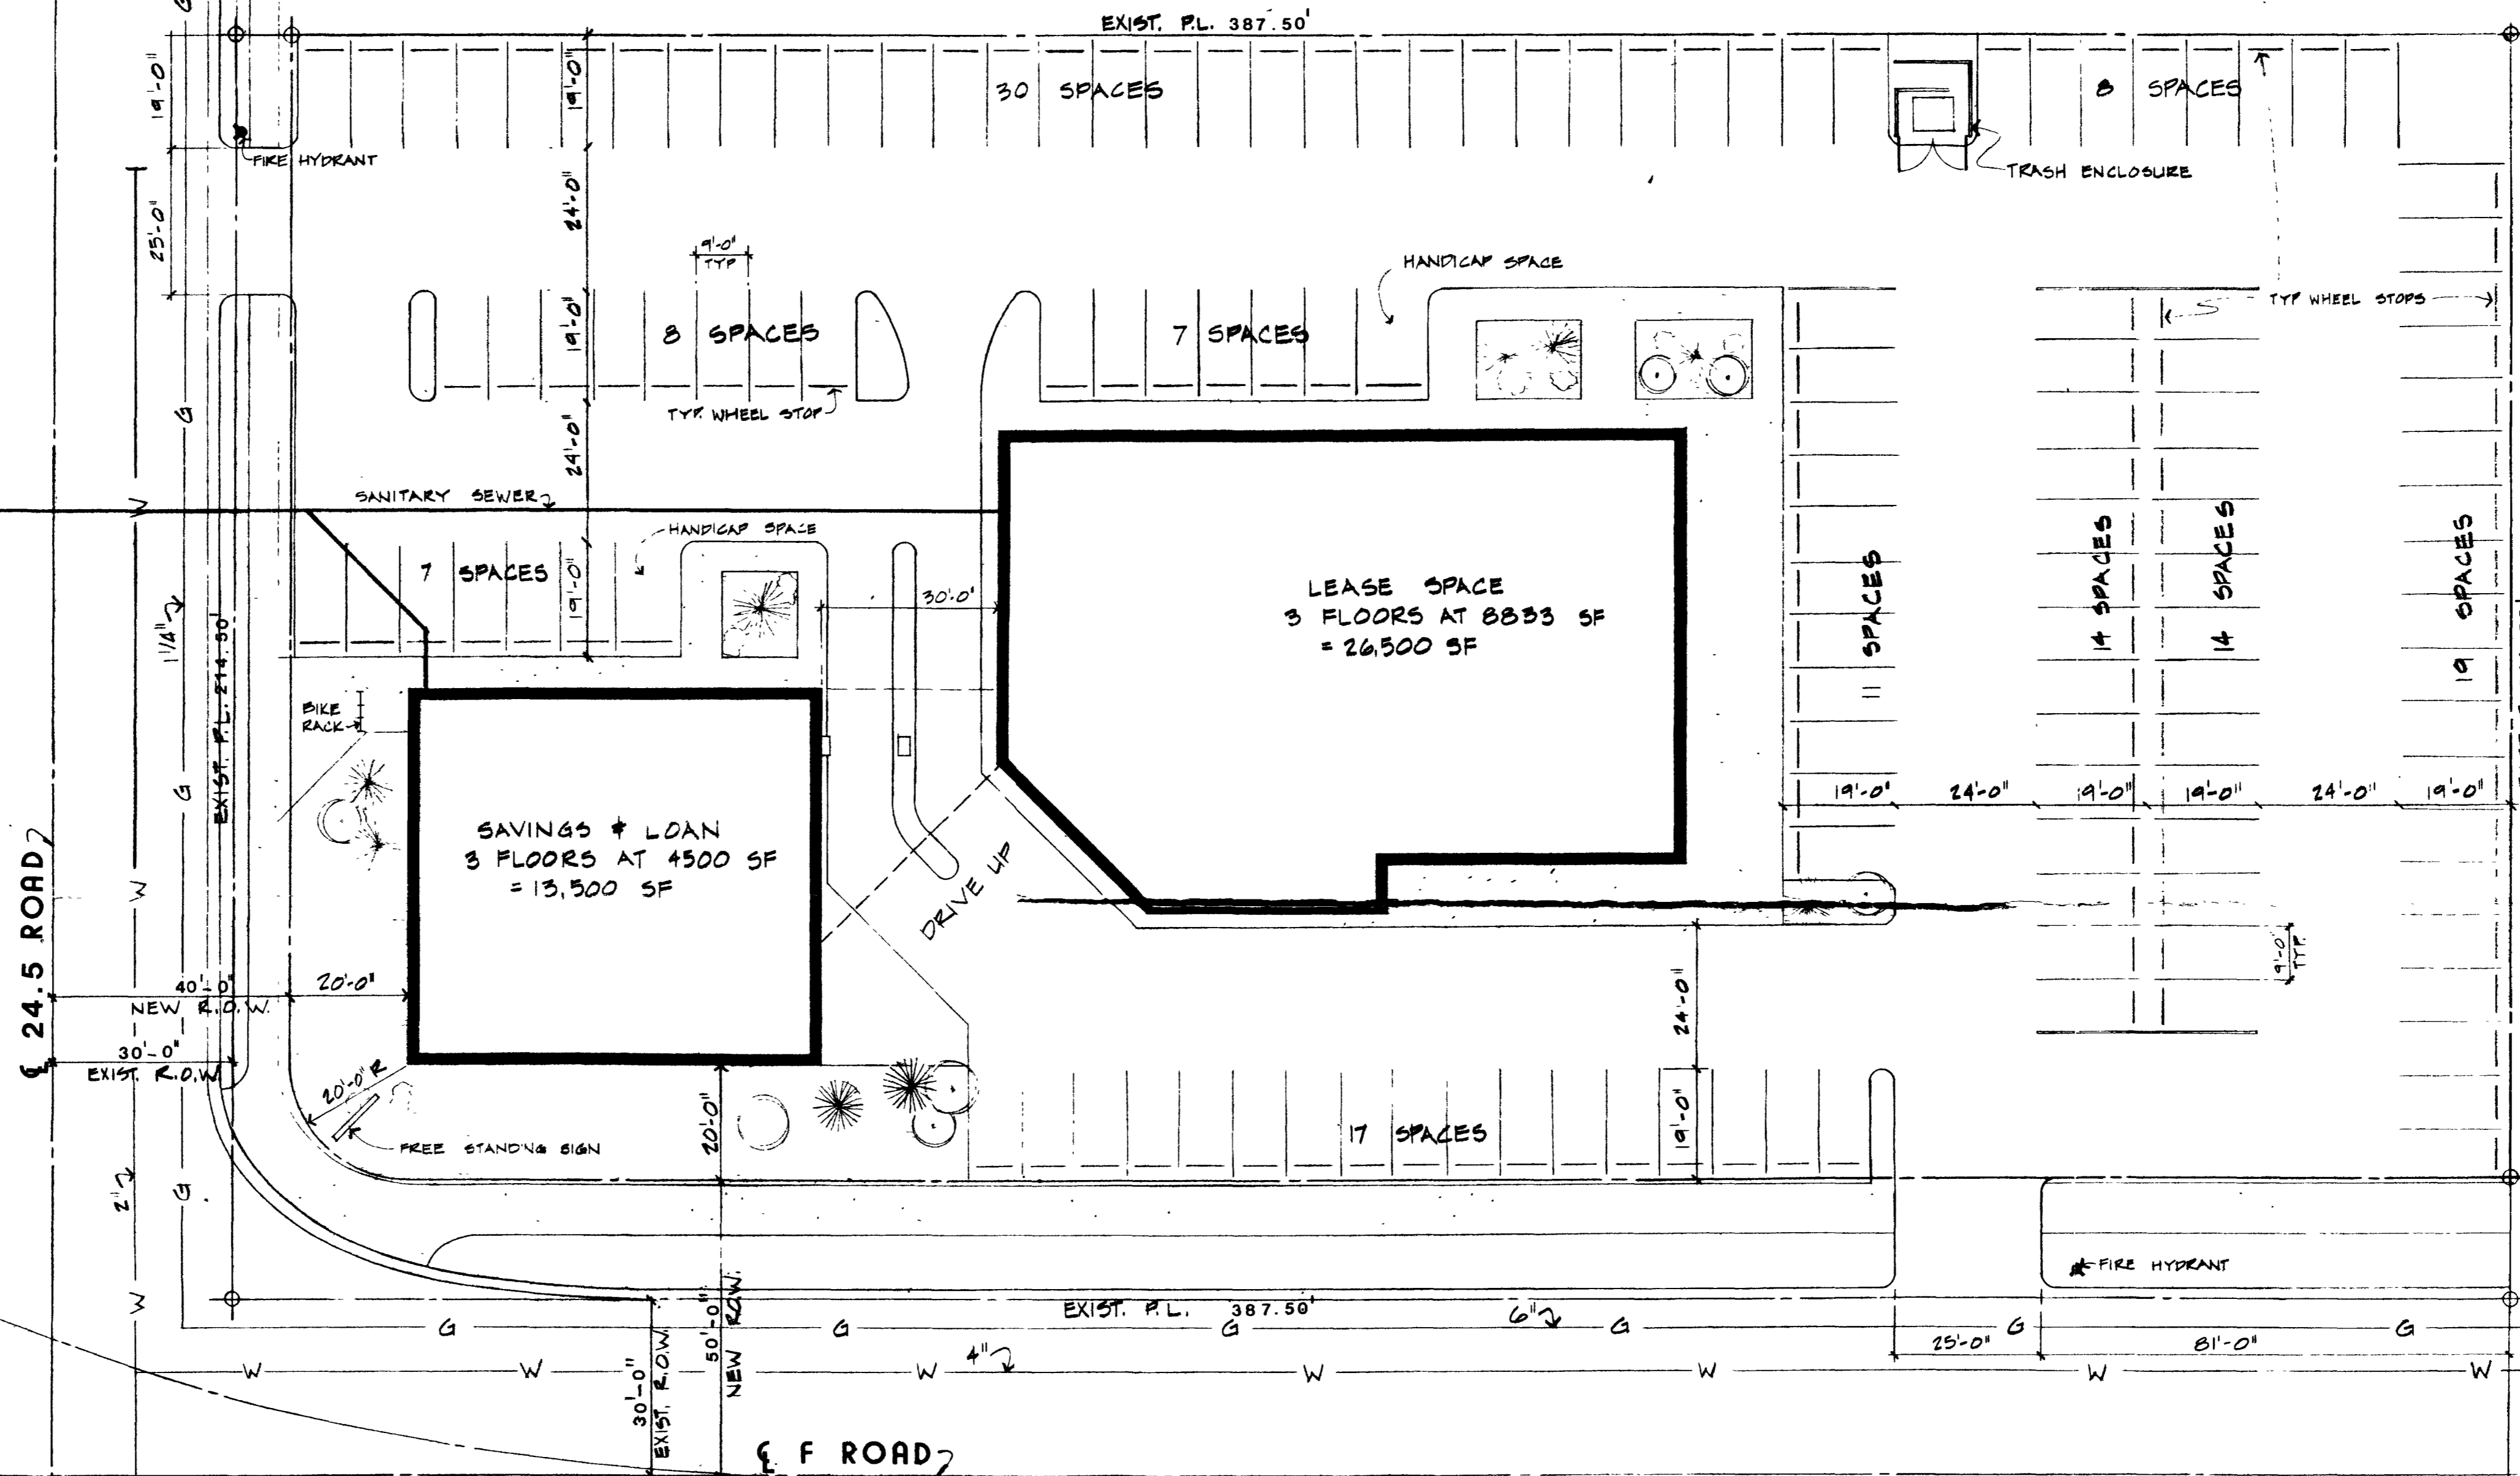 EXIST. P.L. 387.50'
G
19'-0"
19'-0"
30 SPACES
8 SPACES
FIRE HYDRANT
TRASH ENCLOSURE
25'-0"
24'-0"
9'-0"
TYP
HANDICAP SPACE
TYP WHEEL STOPS
19'-0"
8 SPACES
7 SPACES
TYP. WHEEL STOP
G
24'-0"
SANITARY SEWER
W
HANDICAP SPACE
7 SPACES
19'-0"
30'-0"
1 1/4"
EXIST. P.L. 214.50'
LEASE SPACE
3 FLOORS AT 8833 SF
= 26,500 SF
11 SPACES
14 SPACES
14 SPACES
19 SPACES
BIKE
RACK
G
19'-0"
24'-0"
19'-0"
19'-0"
24'-0"
19'-0"
SAVINGS & LOAN
3 FLOORS AT 4500 SF
= 13,500 SF
DRIVE UP
W
℄ 24.5 ROAD
40'-0"
NEW R.O.W.
20'-0"
30'-0"
EXIST. R.O.W.
9'-0"
TYP.
24'-0"
20'-0" R
20'-0"
FREE STANDING SIGN
17 SPACES
19'-0"
2"
G
W
FIRE HYDRANT
EXIST. P.L. 387.50'
6"
G
G
G
G
G
G
25'-0"
81'-0"
50'-0"
NEW R.O.W.
30'-0"
EXIST. R.O.W.
4"
W
W
W
W
W
W
W
℄ F ROAD